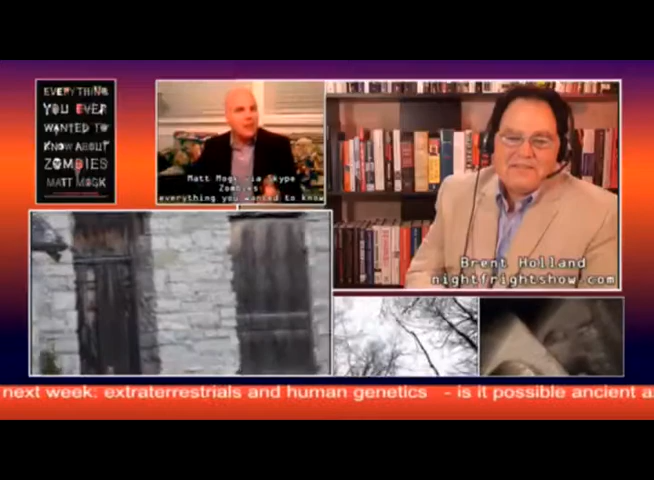 EVERYTHING
YOU EVER
WANTED TO
KNOW ABOUT
ZOMBIES
MATT MOGK
Matt Mogk via Skype
Zombies:
everything you wanted to know
Brent Holland
nightfrightshow.com
next week: extraterrestrials and human genetics - is it possible ancient a